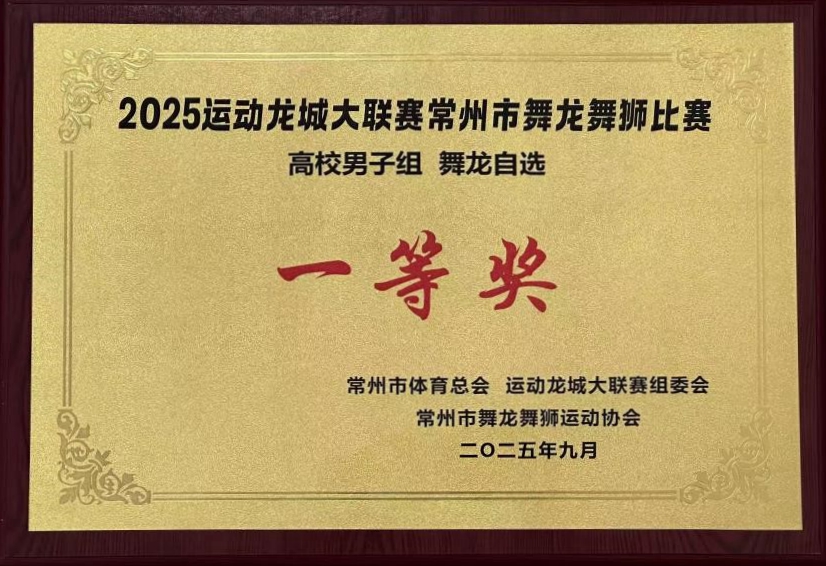 2025运动龙城大联赛常州市舞龙舞狮比赛
高校男子组 舞龙自选
一等奖
常州市体育总会 运动龙城大联赛组委会
常州市舞龙舞狮运动协会
二〇二五年九月